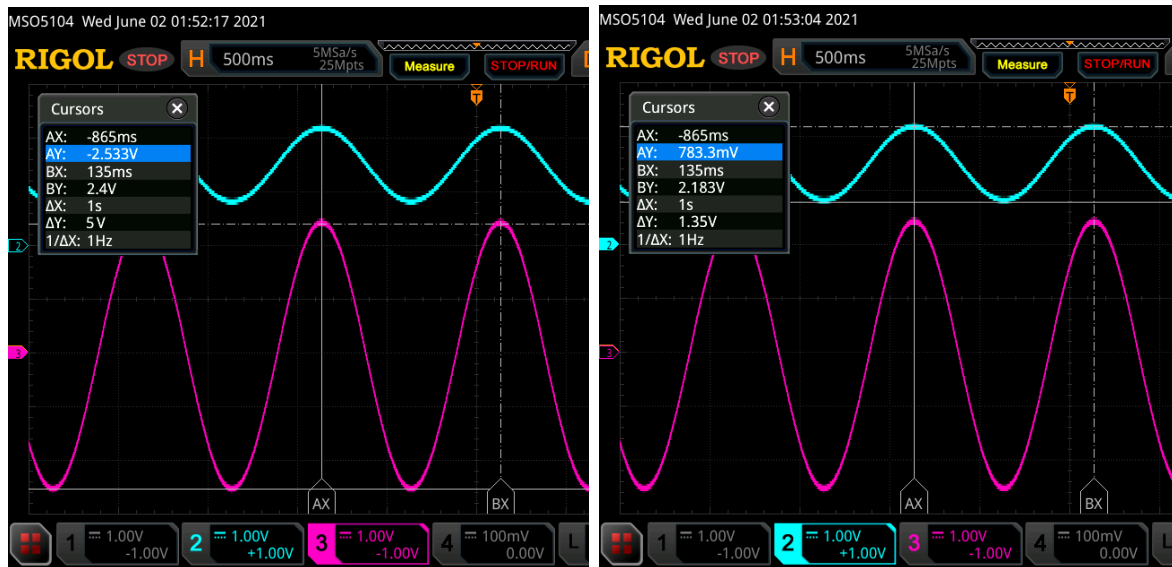 MSO5104 Wed June 02 01:52:17 2021
RIGOL STOP H 500ms 5MSa/s 25Mpts Measure STOP/RUN
T
Cursors
AX: -865ms
AY: -2.533V
BX: 135ms
BY: 2.4V
ΔX: 1s
ΔY: 5V
1/ΔX: 1Hz
2
3
AX BX
1 1.00V -1.00V
2 1.00V +1.00V
3 1.00V -1.00V
4 100mV 0.00V
L
MSO5104 Wed June 02 01:53:04 2021
RIGOL STOP H 500ms 5MSa/s 25Mpts Measure STOP/RUN
T
Cursors
AX: -865ms
AY: 783.3mV
BX: 135ms
BY: 2.183V
ΔX: 1s
ΔY: 1.35V
1/ΔX: 1Hz
2
3
AX BX
1 1.00V -1.00V
2 1.00V +1.00V
3 1.00V -1.00V
4 100mV 0.00V
L